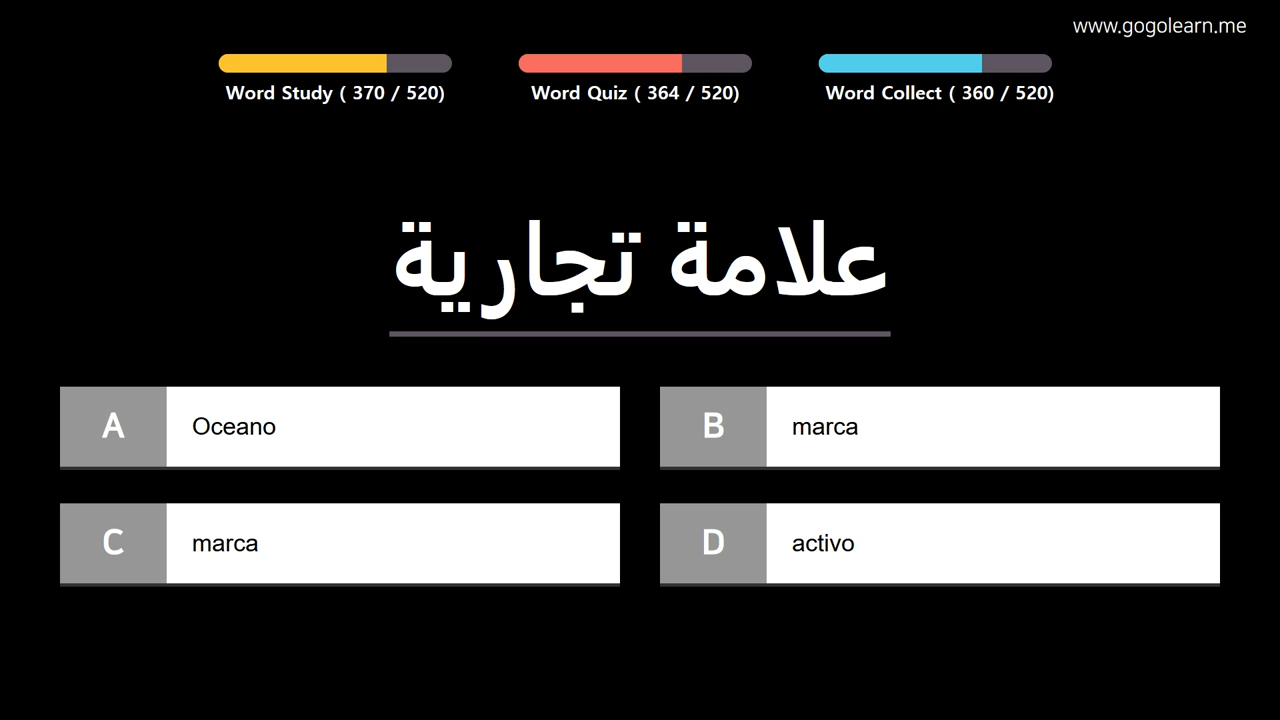 www.gogolearn.me
Word Study ( 370 / 520)
Word Quiz ( 364 / 520)
Word Collect ( 360 / 520)
علامة تجارية
A Oceano
B marca
C marca
D activo